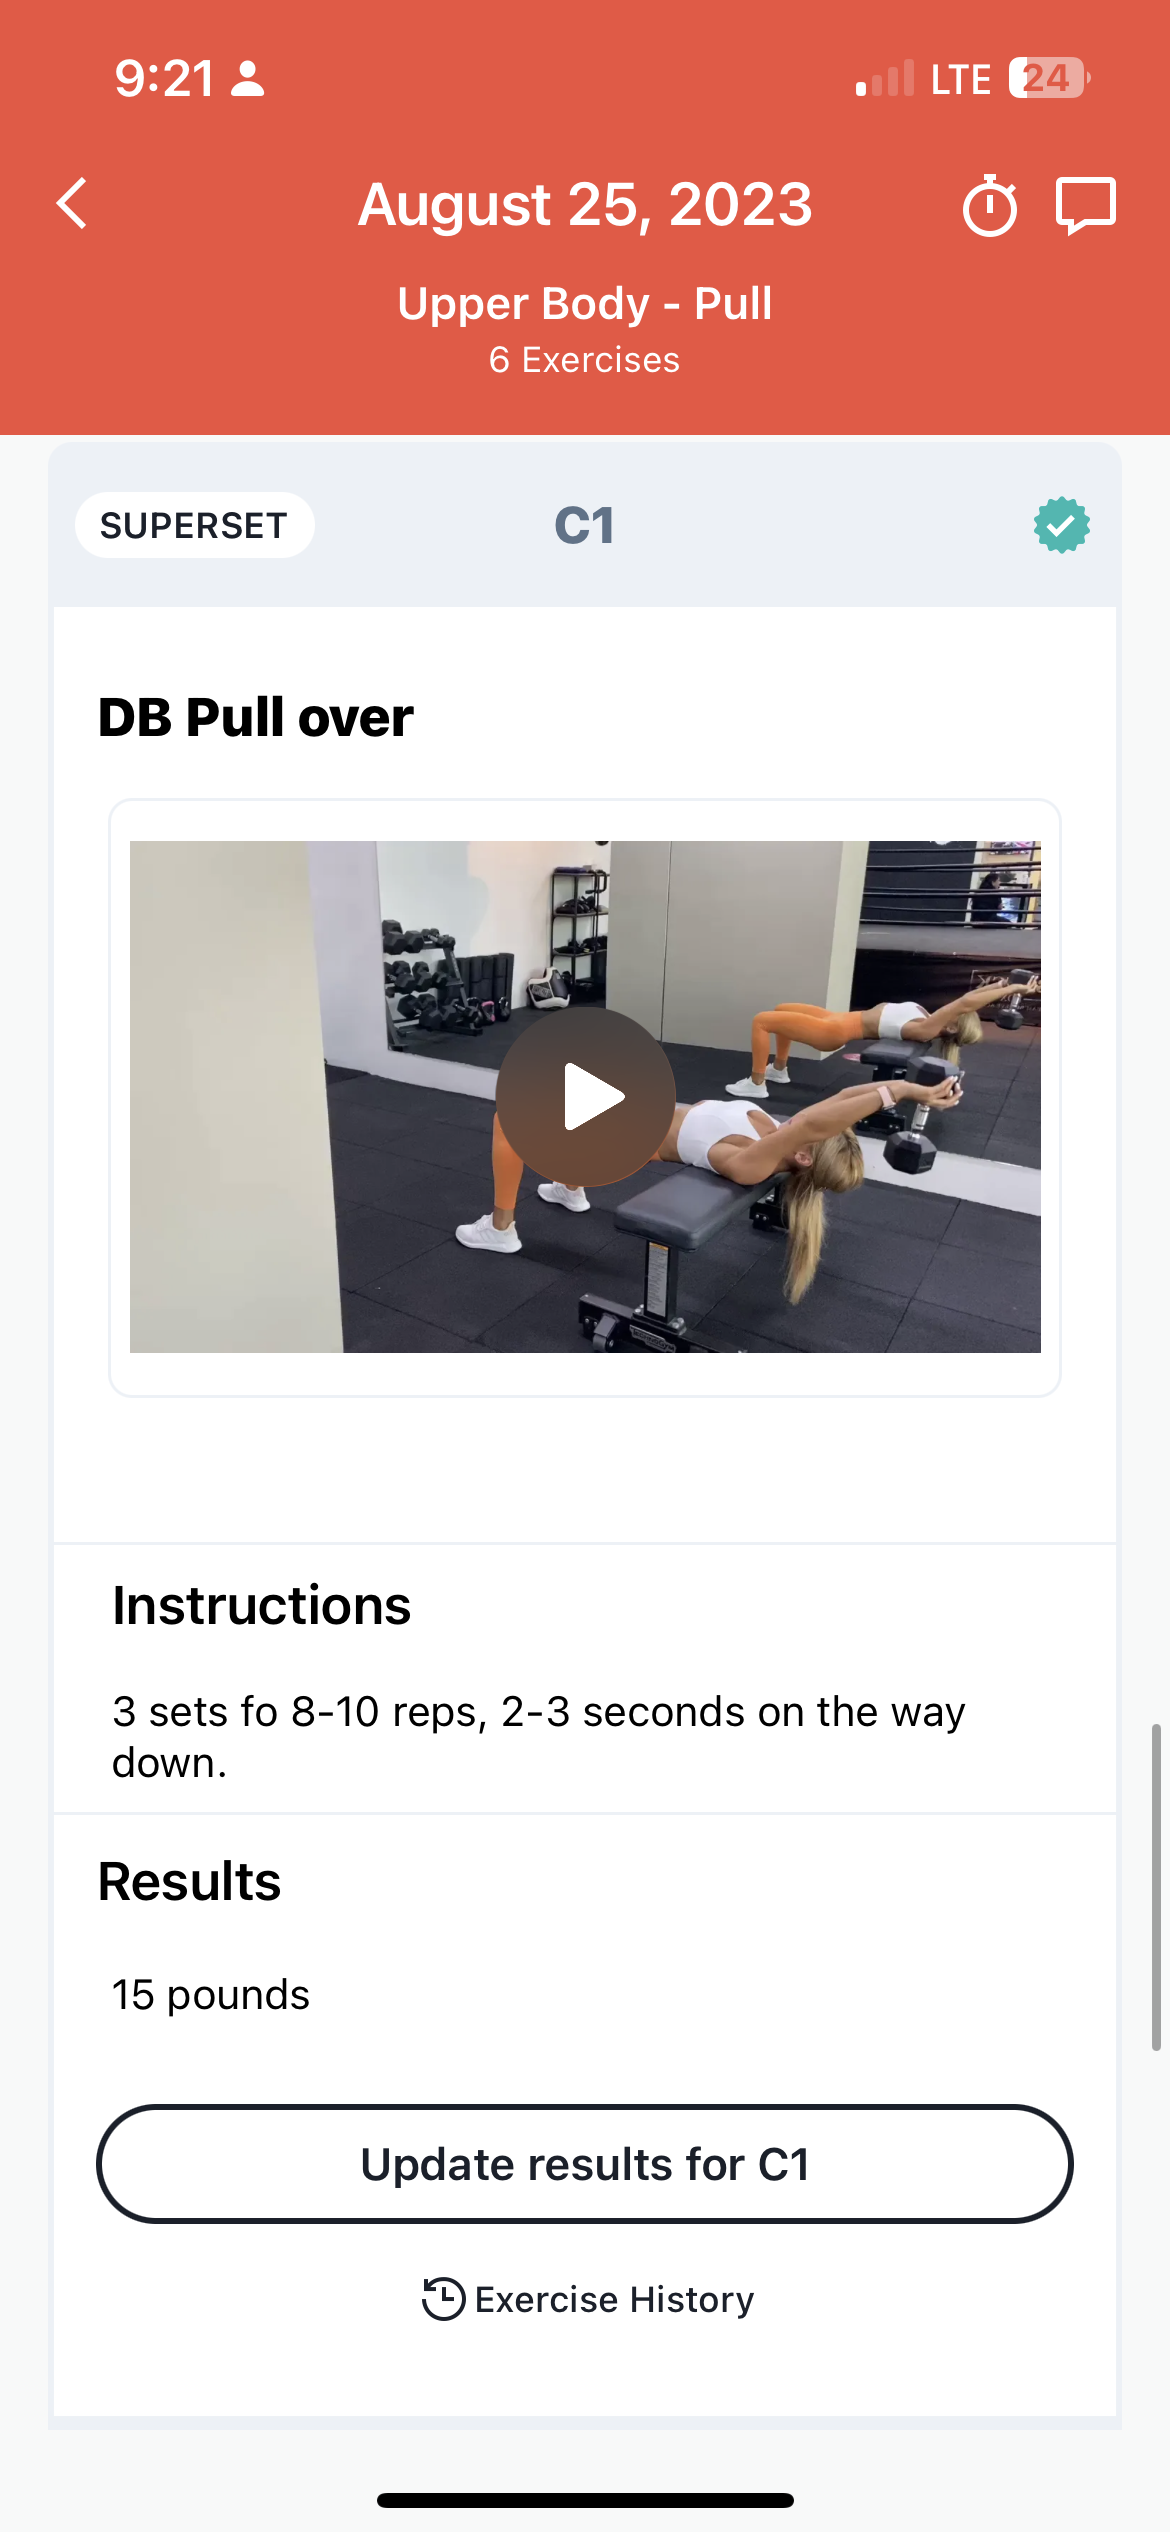 9:21
LTE 24
August 25, 2023
Upper Body - Pull
6 Exercises
SUPERSET C1
DB Pull over
Instructions
3 sets fo 8-10 reps, 2-3 seconds on the way
down.
Results
15 pounds
Update results for C1
Exercise History